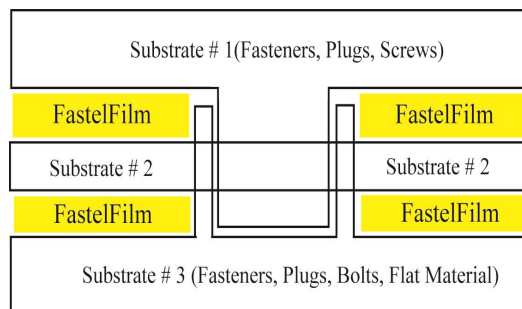 Substrate # 1(Fasteners, Plugs, Screws)
FastelFilm FastelFilm
Substrate # 2 Substrate # 2
FastelFilm FastelFilm
Substrate # 3 (Fasteners, Plugs, Bolts, Flat Material)